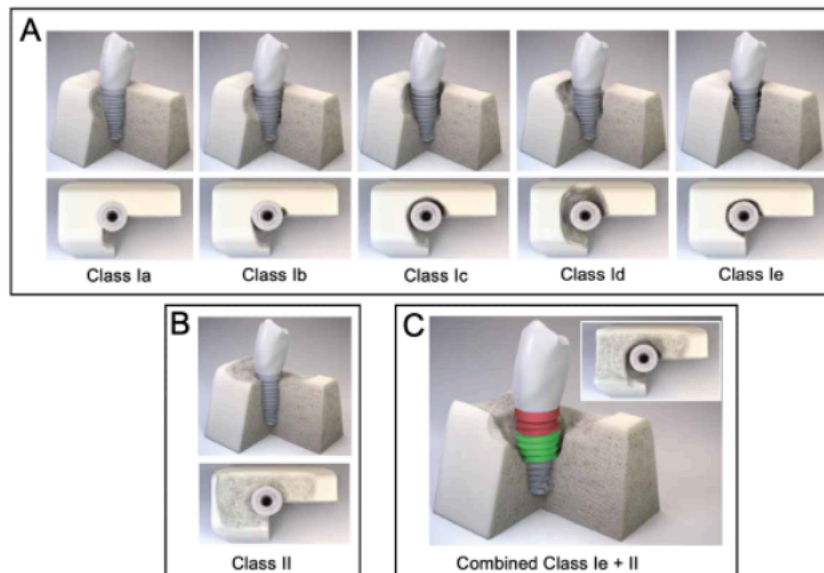 A
Class Ia
Class Ib
Class Ic
Class Id
Class Ie
B
Class II
C
Combined Class Ie + II